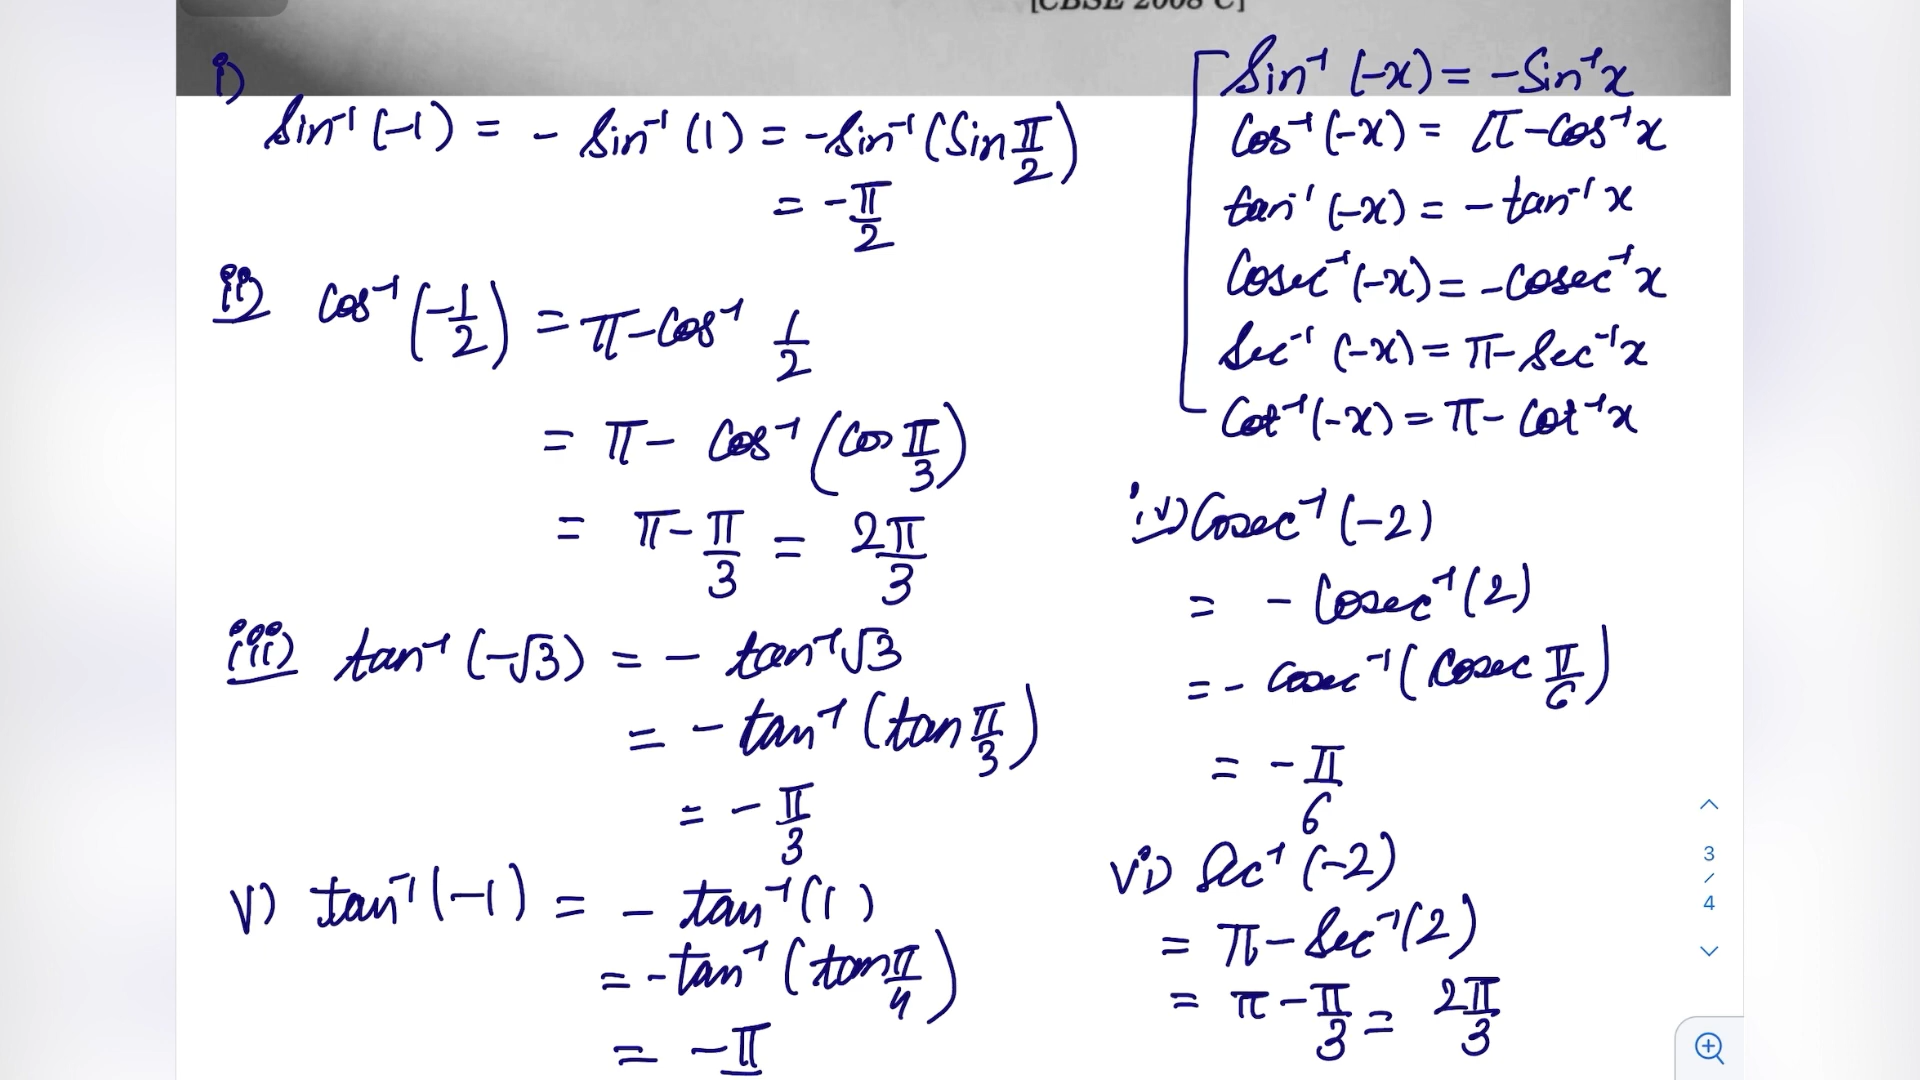 [CBSE 2008 C]
i)
Sin⁻¹ (-1) = - Sin⁻¹ (1) = -Sin⁻¹ (Sin π/2)
= -π/2
ii) Cos⁻¹ (-1/2) = π - Cos⁻¹ 1/2
= π - Cos⁻¹ (Cos π/3)
= π - π/3 = 2π/3
iii) tan⁻¹ (-√3) = - tan⁻¹ √3
= - tan⁻¹ (tan π/3)
= - π/3
v) tan⁻¹ (-1) = - tan⁻¹ (1)
= -tan⁻¹ (tan π/4)
= -π
Sin⁻¹ (-x) = -Sin⁻¹x
Cos⁻¹ (-x) = π - Cos⁻¹x
tan⁻¹ (-x) = - tan⁻¹ x
Cosec⁻¹ (-x) = -Cosec⁻¹x
Sec⁻¹ (-x) = π - Sec⁻¹x
Cot⁻¹ (-x) = π - Cot⁻¹x
iv) Cosec⁻¹ (-2)
= - Cosec⁻¹ (2)
= - Cosec⁻¹ (Cosec π/6)
= - π/6
vi) Sec⁻¹ (-2)
= π - Sec⁻¹ (2)
= π - π/3 = 2π/3
3
/
4